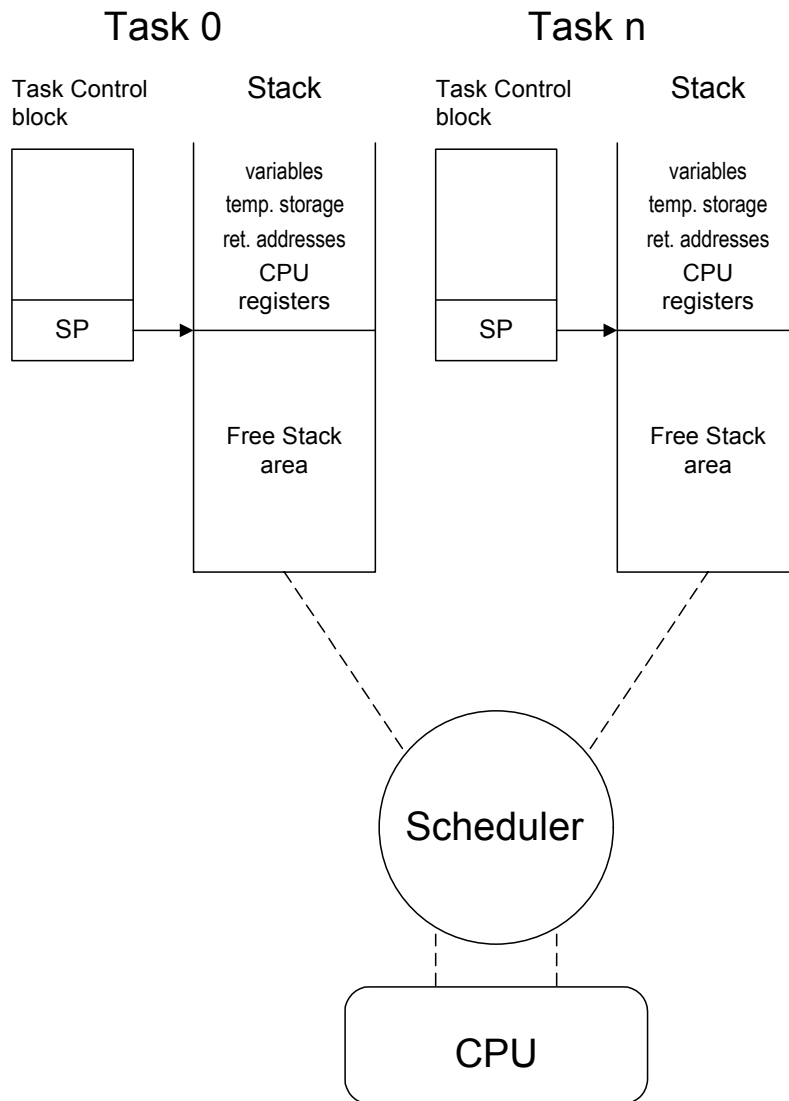 Task 0
Task n
Task Control
block
Stack
Task Control
block
Stack
variables
temp. storage
ret. addresses
CPU
registers
SP
variables
temp. storage
ret. addresses
CPU
registers
SP
Free Stack
area
Free Stack
area
Scheduler
CPU